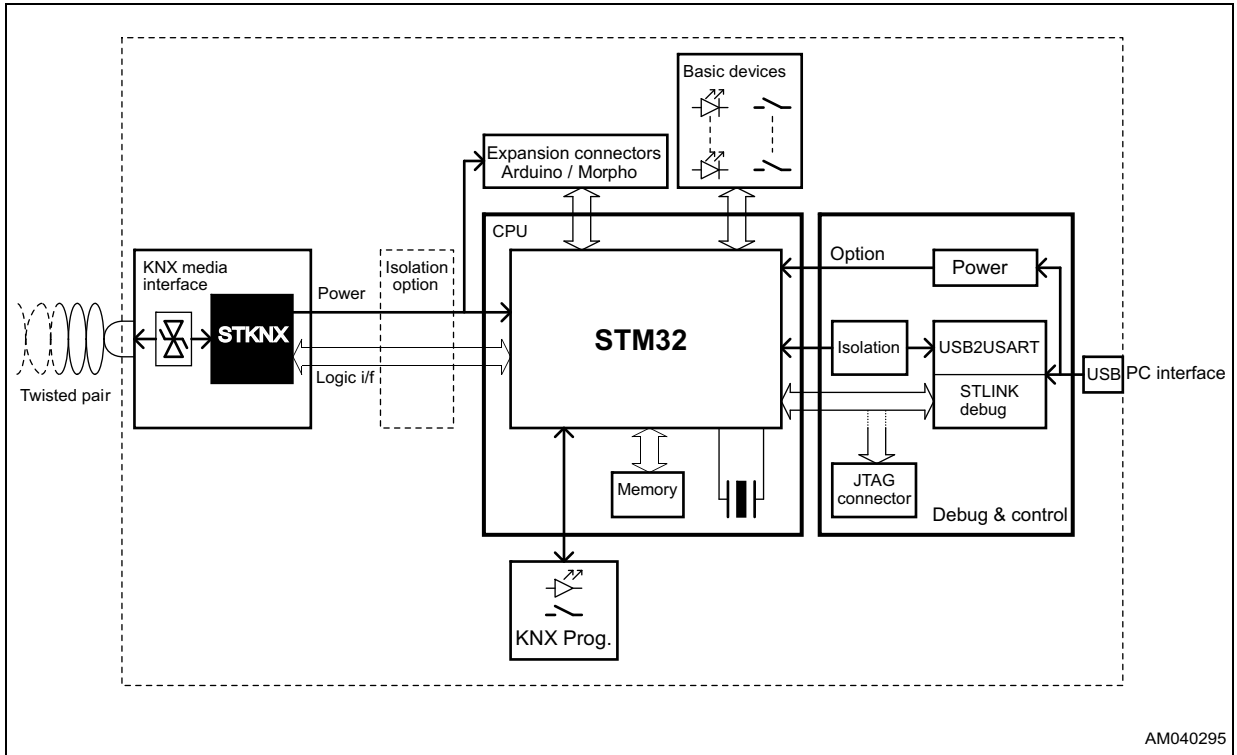 Basic devices
Expansion connectors
Arduino / Morpho
CPU
KNX media
interface
Isolation
option
Option
Power
Power
STKNX
STM32
Isolation
USB2USART
USB
PC interface
Logic i/f
STLINK
debug
Twisted pair
Memory
JTAG
connector
Debug & control
KNX Prog.
AM040295